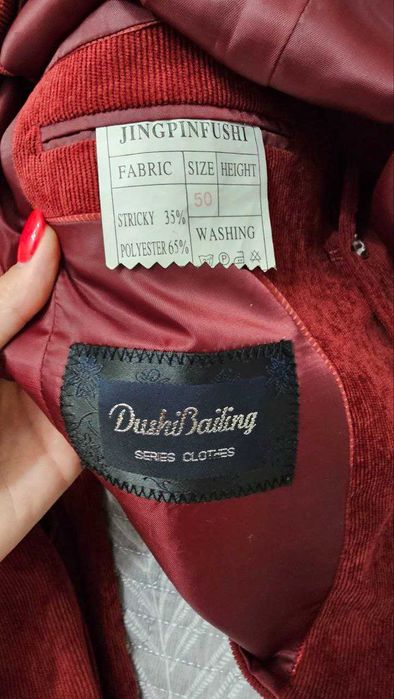 JINGPINFUSHI
FABRIC SIZE HEIGHT
50
STRICKY 35%
POLYESTER 65% WASHING
DushiBailing
SERIES CLOTHES